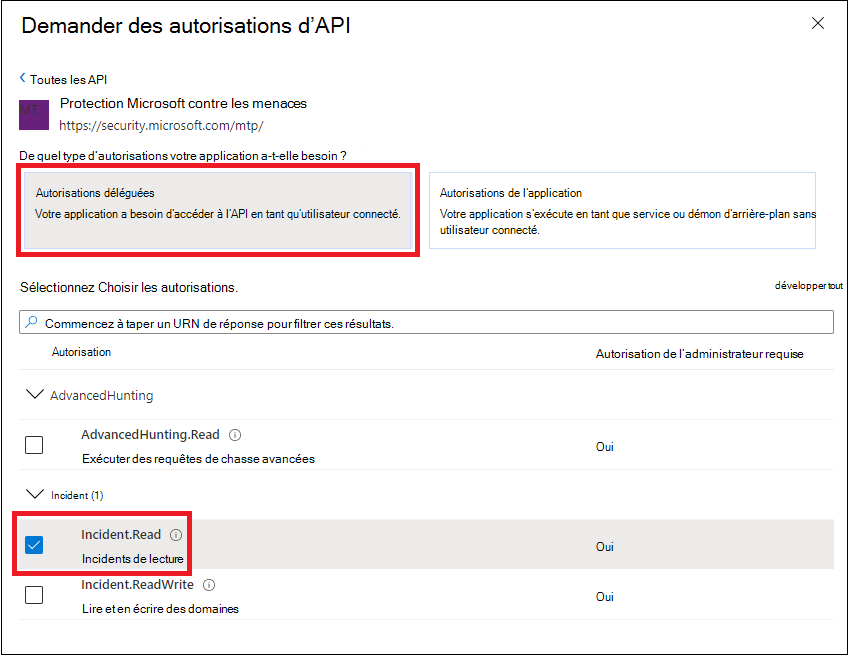 Demander des autorisations d'API
Toutes les API
MT
Protection Microsoft contre les menaces
https://security.microsoft.com/mtp/
De quel type d'autorisations votre application a-t-elle besoin ?
Autorisations déléguées
Votre application a besoin d'accéder à l'API en tant qu'utilisateur connecté.
Autorisations de l'application
Votre application s'exécute en tant que service ou démon d'arrière-plan sans
utilisateur connecté.
Sélectionnez Choisir les autorisations.
développer tout
Commencez à taper un URN de réponse pour filtrer ces résultats.
Autorisation
Autorisation de l'administrateur requise
AdvancedHunting
AdvancedHunting.Read
Exécuter des requêtes de chasse avancées
Oui
Incident (1)
Incident.Read
Incidents de lecture
Oui
Incident.ReadWrite
Lire et en écrire des domaines
Oui